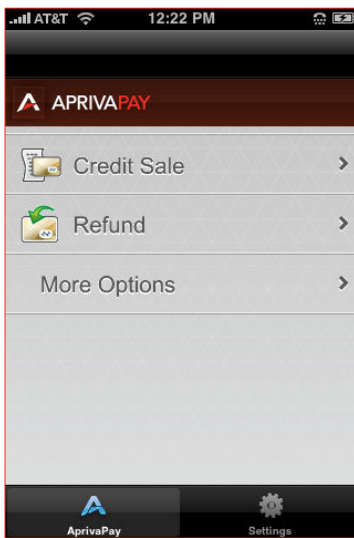 AT&T 12:22 PM
APRIVAPAY
Credit Sale
Refund
More Options
AprivaPay Settings